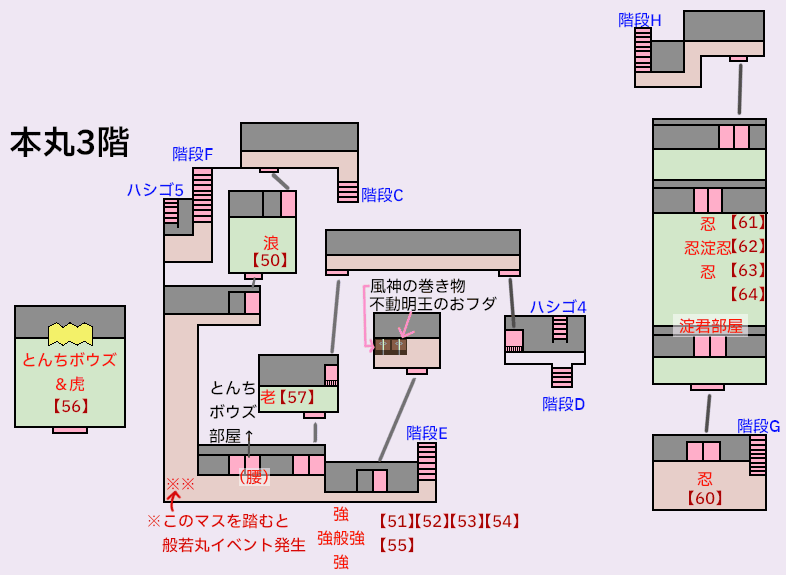 階段H
本丸3階
階段F
ハシゴ5
階段C
浪
【50】
忍【61】
忍淀忍【62】
忍【63】
【64】
淀君部屋
風神の巻き物
不動明王のおフダ
ハシゴ4
階段D
とんちボウズ
&虎
【56】
とんち
ボウズ
部屋↑
老【57】
(腰)
階段E
階段G
忍
【60】
※※
※このマスを踏むと
般若丸イベント発生
強
強般強
強
【51】【52】【53】【54】
【55】